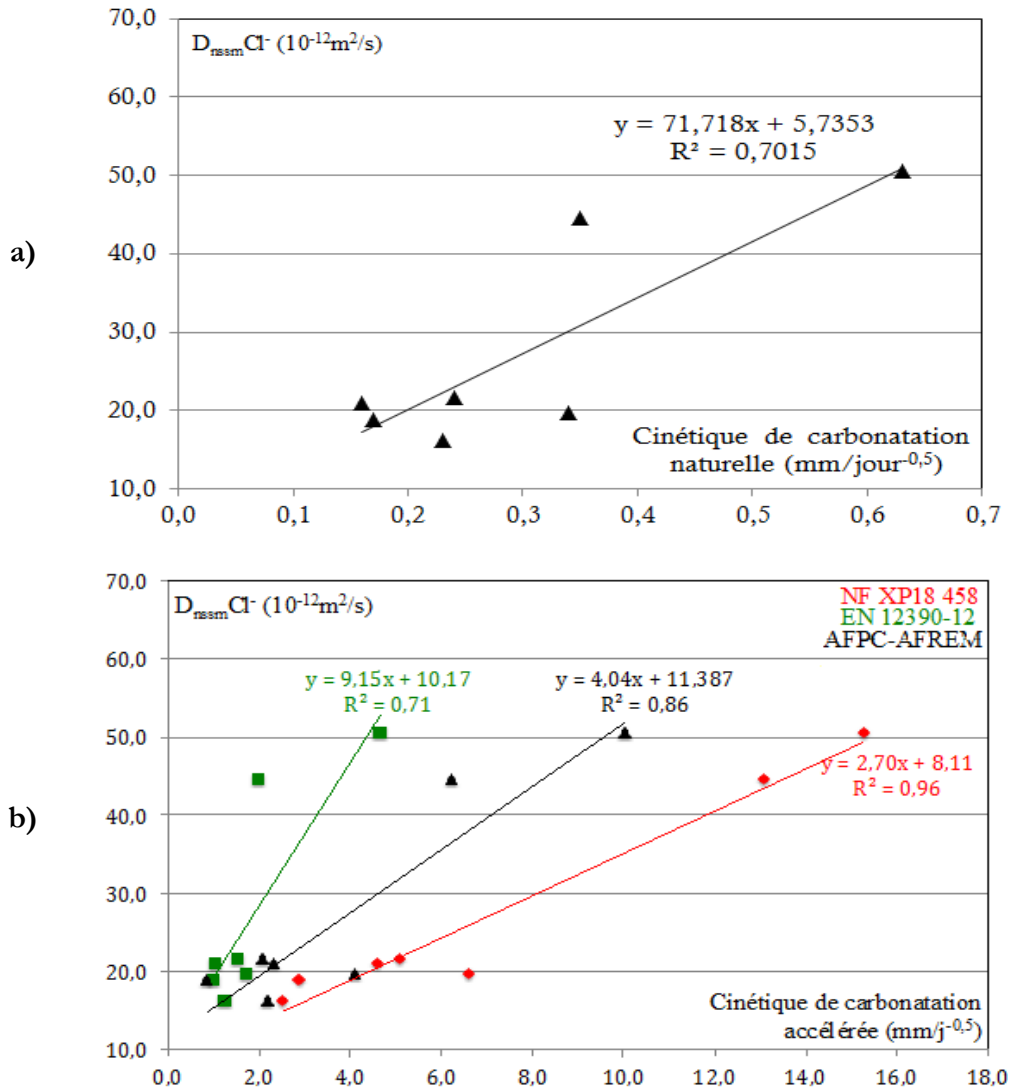 a)
70,0
60,0
50,0
40,0
30,0
20,0
10,0
DnssmCl- (10-12m2/s)
y = 71,718x + 5,7353
R² = 0,7015
Cinétique de carbonatation
naturelle (mm/jour-0,5)
0,0 0,1 0,2 0,3 0,4 0,5 0,6 0,7
b)
70,0
60,0
50,0
40,0
30,0
20,0
10,0
DnssmCl- (10-12m2/s)
NF XP18 458
EN 12390-12
AFPC-AFREM
y = 9,15x + 10,17
R² = 0,71
y = 4,04x + 11,387
R² = 0,86
y = 2,70x + 8,11
R² = 0,96
Cinétique de carbonatation
accélérée (mm/j-0,5)
0,0 2,0 4,0 6,0 8,0 10,0 12,0 14,0 16,0 18,0